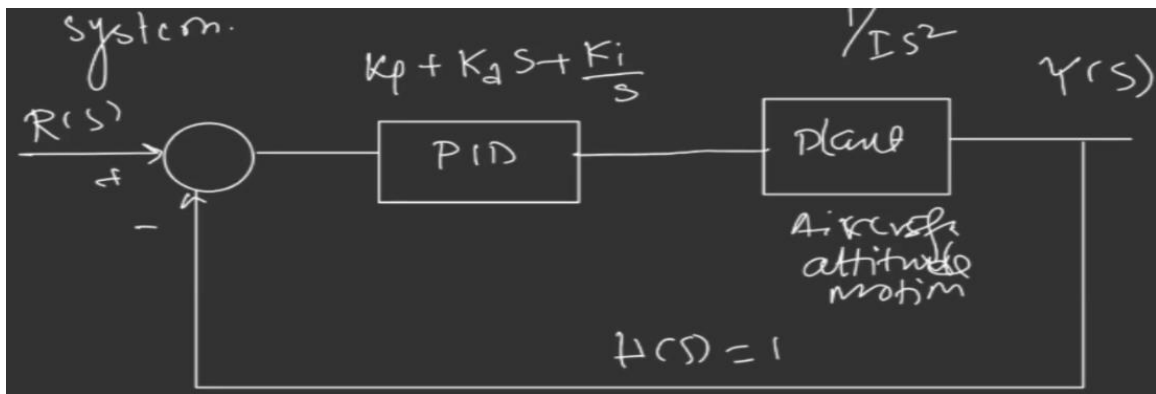 system.
1/Is²
Kp + Kd S + Ki/s
Y(s)
R(s)
+
-
PID
Plant
Aircraft
attitude
motion
H(s) = 1